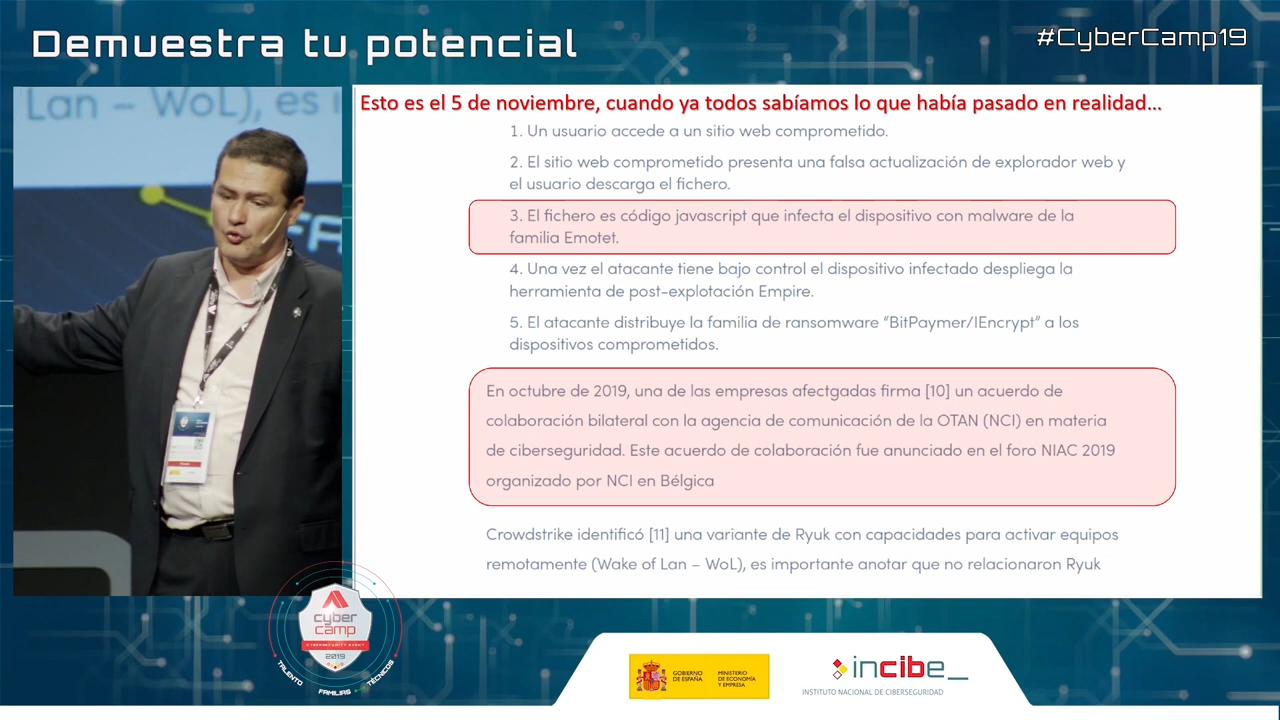 Demuestra tu potencial
#CyberCamp19
Lan – WoL), es i
FA
Esto es el 5 de noviembre, cuando ya todos sabíamos lo que había pasado en realidad...
1. Un usuario accede a un sitio web comprometido.
2. El sitio web comprometido presenta una falsa actualización de explorador web y
el usuario descarga el fichero.
3. El fichero es código javascript que infecta el dispositivo con malware de la
familia Emotet.
4. Una vez el atacante tiene bajo control el dispositivo infectado despliega la
herramienta de post-explotación Empire.
5. El atacante distribuye la familia de ransomware “BitPaymer/IEncrypt” a los
dispositivos comprometidos.
En octubre de 2019, una de las empresas afectgadas firma [10] un acuerdo de
colaboración bilateral con la agencia de comunicación de la OTAN (NCI) en materia
de ciberseguridad. Este acuerdo de colaboración fue anunciado en el foro NIAC 2019
organizado por NCI en Bélgica
Crowdstrike identificó [11] una variante de Ryuk con capacidades para activar equipos
remotamente (Wake of Lan – WoL), es importante anotar que no relacionaron Ryuk
cyber
camp
CYBERSECURITY EVENT
2019
TALENTO
FAMILIAS
TÉCNICOS
GOBIERNO
DE ESPAÑA
MINISTERIO
DE ECONOMÍA
Y EMPRESA
incibe_
INSTITUTO NACIONAL DE CIBERSEGURIDAD